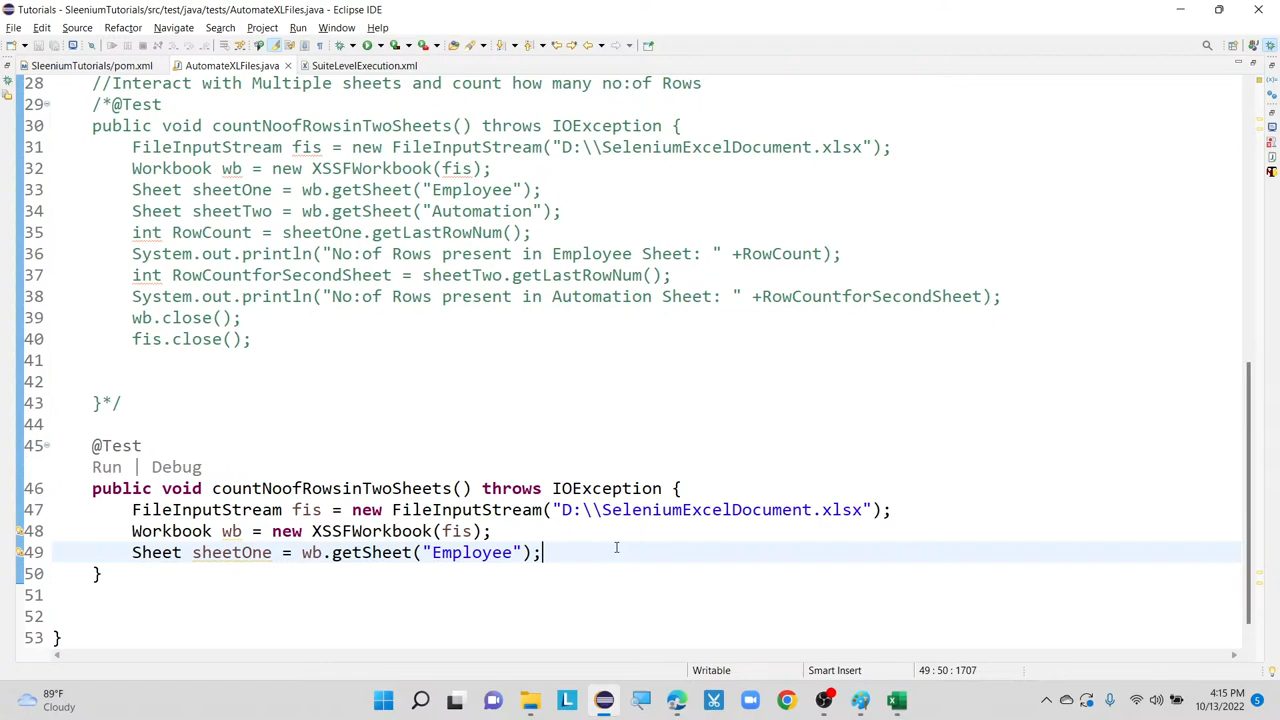 Tutorials - SleeniumTutorials/src/test/java/tests/AutomateXLFiles.java - Eclipse IDE
File Edit Source Refactor Navigate Search Project Run Window Help
SleeniumTutorials/pom.xml AutomateXLFiles.java SuiteLevelExecution.xml
28 //Interact with Multiple sheets and count how many no:of Rows
29 /*@Test
30 public void countNoofRowsinTwoSheets() throws IOException {
31 FileInputStream fis = new FileInputStream("D:\\SeleniumExcelDocument.xlsx");
32 Workbook wb = new XSSFWorkbook(fis);
33 Sheet sheetOne = wb.getSheet("Employee");
34 Sheet sheetTwo = wb.getSheet("Automation");
35 int RowCount = sheetOne.getLastRowNum();
36 System.out.println("No:of Rows present in Employee Sheet: " +RowCount);
37 int RowCountforSecondSheet = sheetTwo.getLastRowNum();
38 System.out.println("No:of Rows present in Automation Sheet: " +RowCountforSecondSheet);
39 wb.close();
40 fis.close();
41
42
43 }*/
44
45 @Test
Run | Debug
46 public void countNoofRowsinTwoSheets() throws IOException {
47 FileInputStream fis = new FileInputStream("D:\\SeleniumExcelDocument.xlsx");
48 Workbook wb = new XSSFWorkbook(fis);
49 Sheet sheetOne = wb.getSheet("Employee");
50 }
51
52
53 }
Writable Smart Insert 49 : 50 : 1707
89°F
Cloudy
4:15 PM
10/13/2022